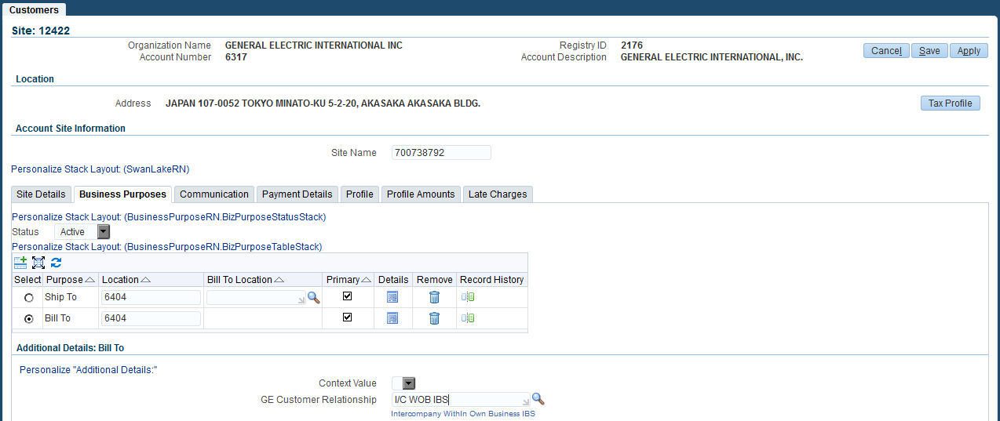 Customers
Site: 12422
Organization Name GENERAL ELECTRIC INTERNATIONAL INC Registry ID 2176
Account Number 6317 Account Description GENERAL ELECTRIC INTERNATIONAL, INC.
Cancel Save Apply
Location
Address JAPAN 107-0052 TOKYO MINATO-KU 5-2-20, AKASAKA AKASAKA BLDG. Tax Profile
Account Site Information
Site Name 700738792
Personalize Stack Layout: (SwanLakeRN)
Site Details Business Purposes Communication Payment Details Profile Profile Amounts Late Charges
Personalize Stack Layout: (BusinessPurposeRN.BizPurposeStatusStack)
Status Active
Personalize Stack Layout: (BusinessPurposeRN.BizPurposeTableStack)
Select Purpose Location Bill To Location Primary Details Remove Record History
Ship To 6404
Bill To 6404
Additional Details: Bill To
Personalize "Additional Details:"
Context Value
GE Customer Relationship I/C WOB IBS
Intercompany WithIn Own Business IBS